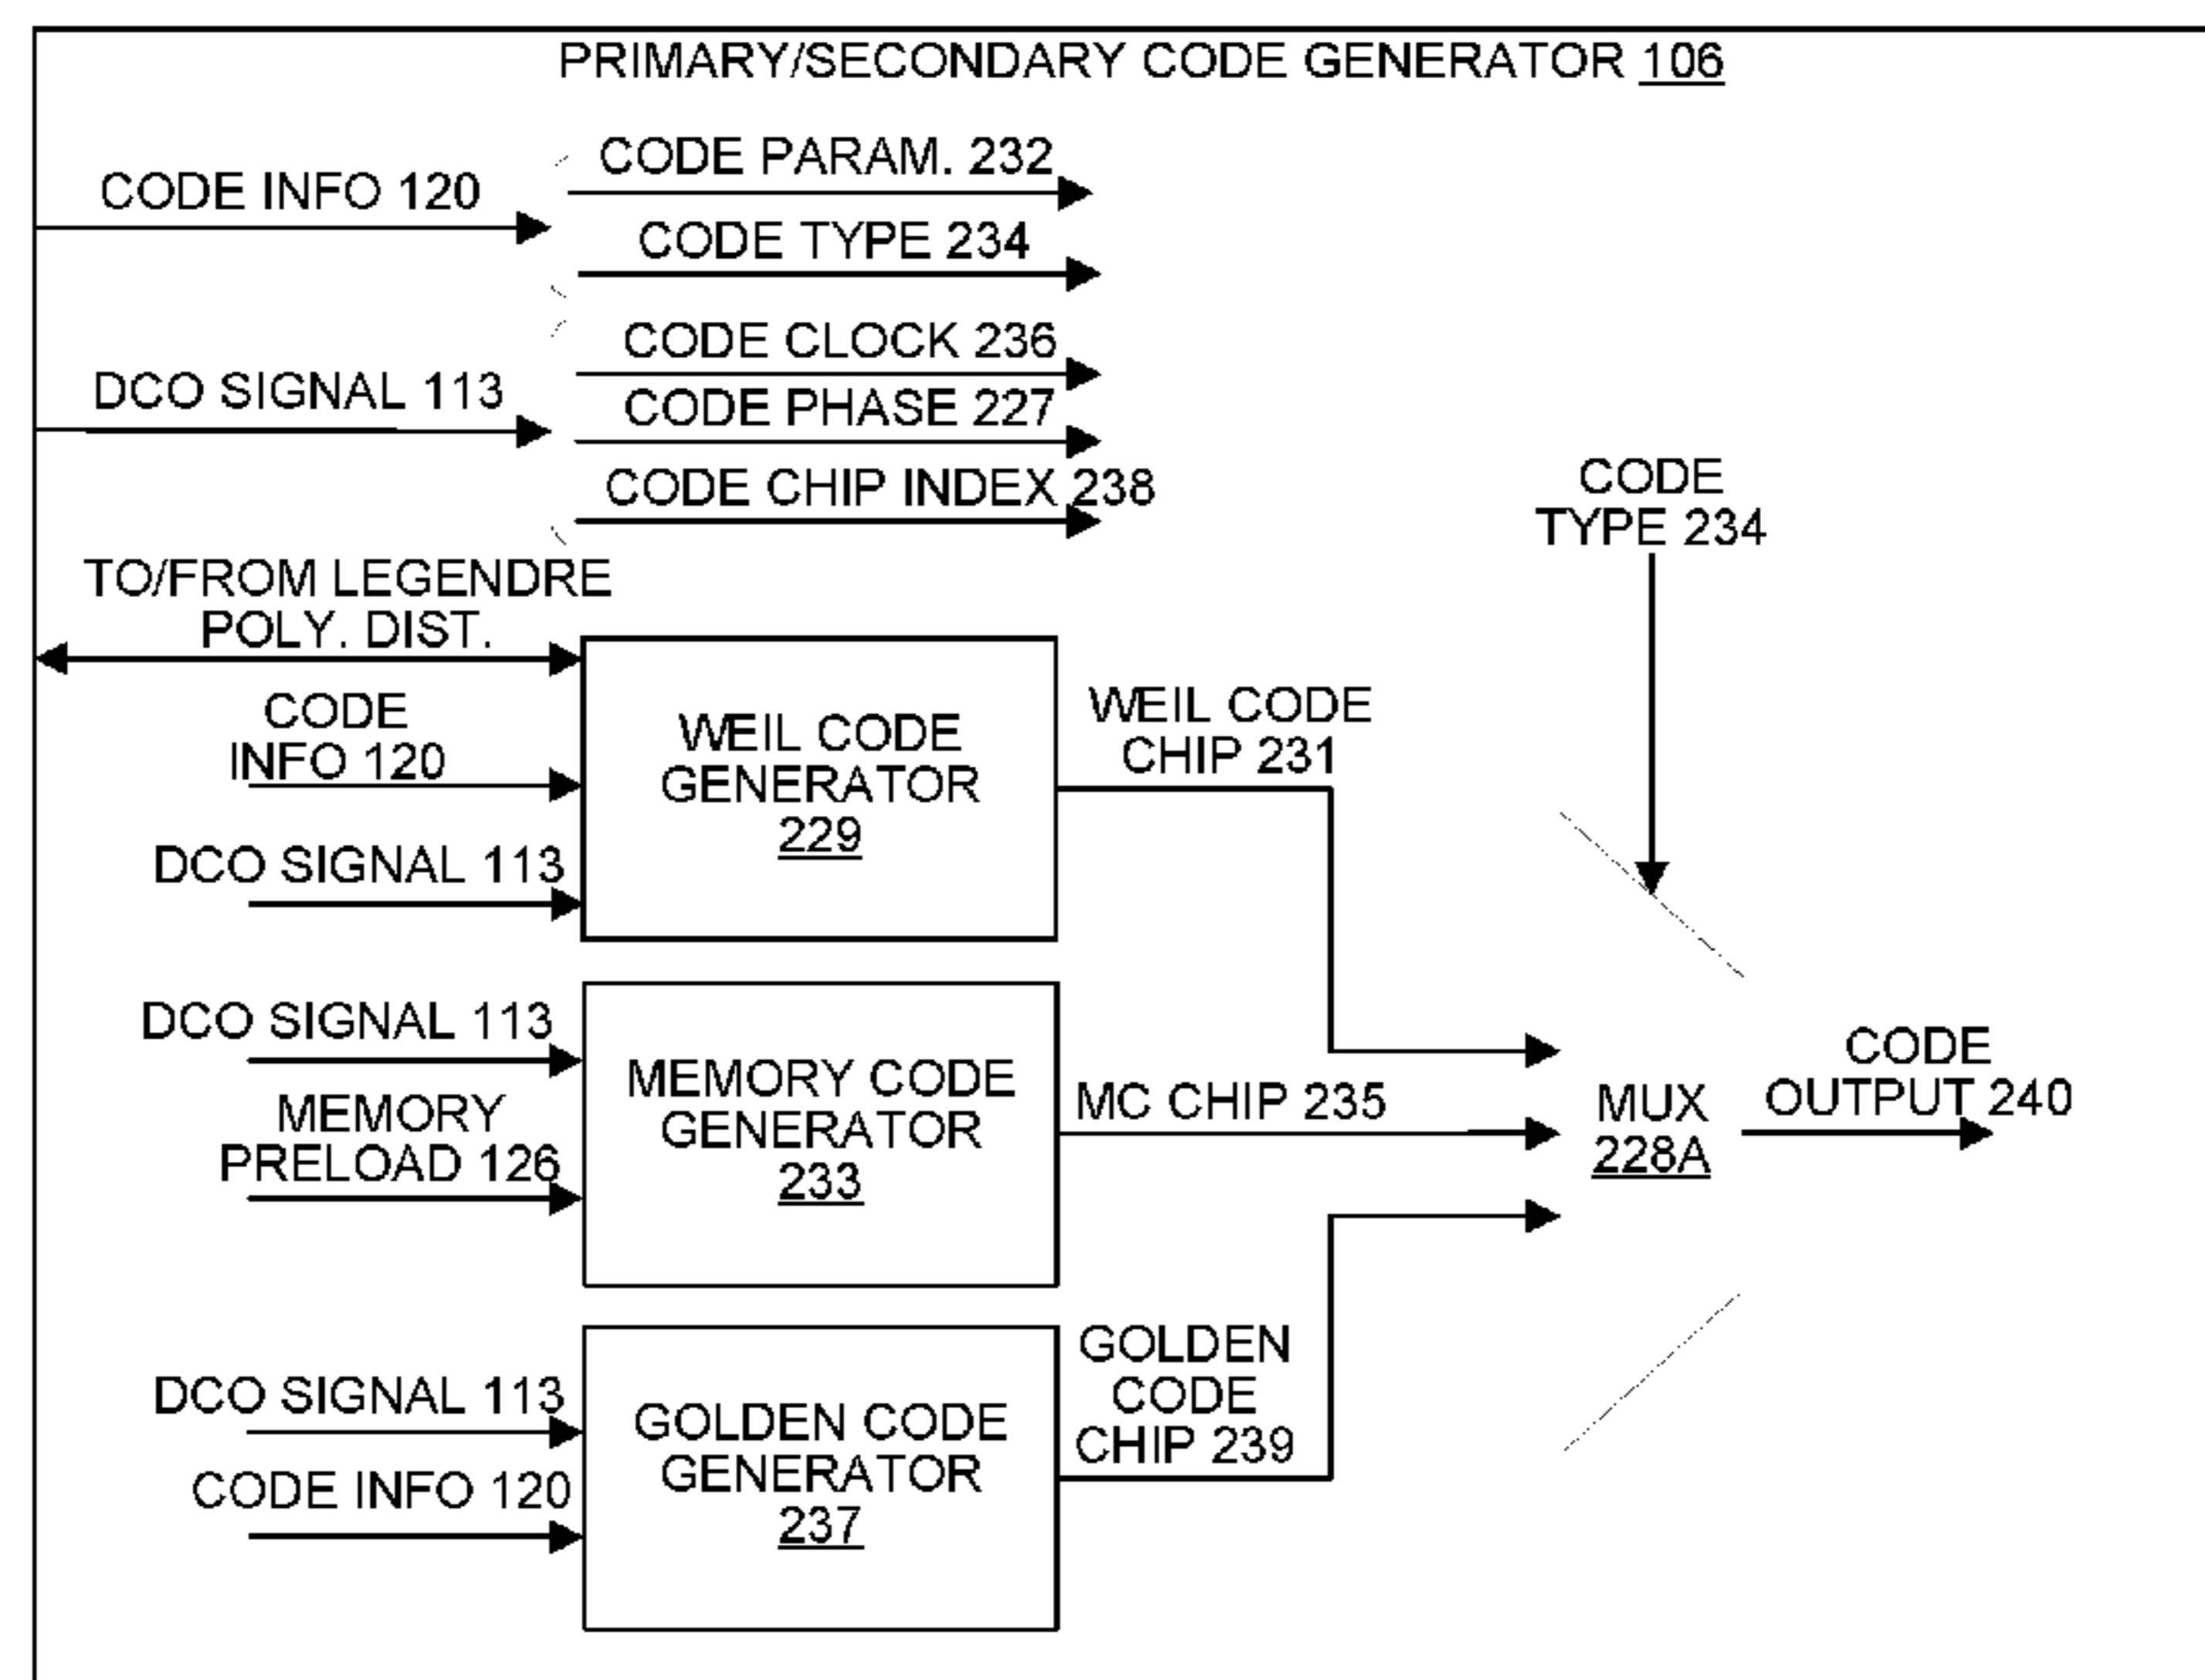 PRIMARY/SECONDARY CODE GENERATOR 106
CODE INFO 120
CODE PARAM. 232
CODE TYPE 234
DCO SIGNAL 113
CODE CLOCK 236
CODE PHASE 227
CODE CHIP INDEX 238
CODE
TYPE 234
TO/FROM LEGENDRE
POLY. DIST.
CODE
INFO 120
DCO SIGNAL 113
WEIL CODE
GENERATOR
229
WEIL CODE
CHIP 231
DCO SIGNAL 113
MEMORY
PRELOAD 126
MEMORY CODE
GENERATOR
233
MC CHIP 235
MUX
228A
CODE
OUTPUT 240
DCO SIGNAL 113
CODE INFO 120
GOLDEN CODE
GENERATOR
237
GOLDEN
CODE
CHIP 239